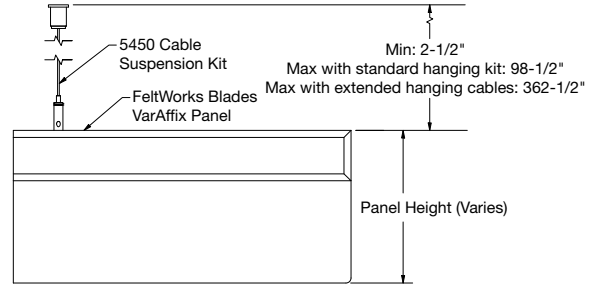 5450 Cable
Suspension Kit
FeltWorks Blades
VarAffix Panel
Min: 2-1/2"
Max with standard hanging kit: 98-1/2"
Max with extended hanging cables: 362-1/2"
Panel Height (Varies)